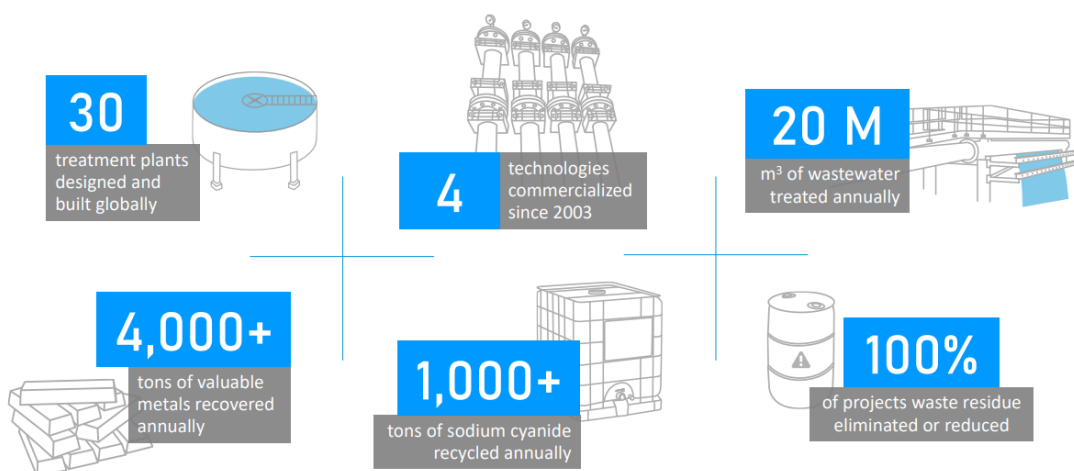 30
treatment plants
designed and
built globally
4
technologies
commercialized
since 2003
20 M
m³ of wastewater
treated annually
4,000+
tons of valuable
metals recovered
annually
1,000+
tons of sodium cyanide
recycled annually
100%
of projects waste residue
eliminated or reduced